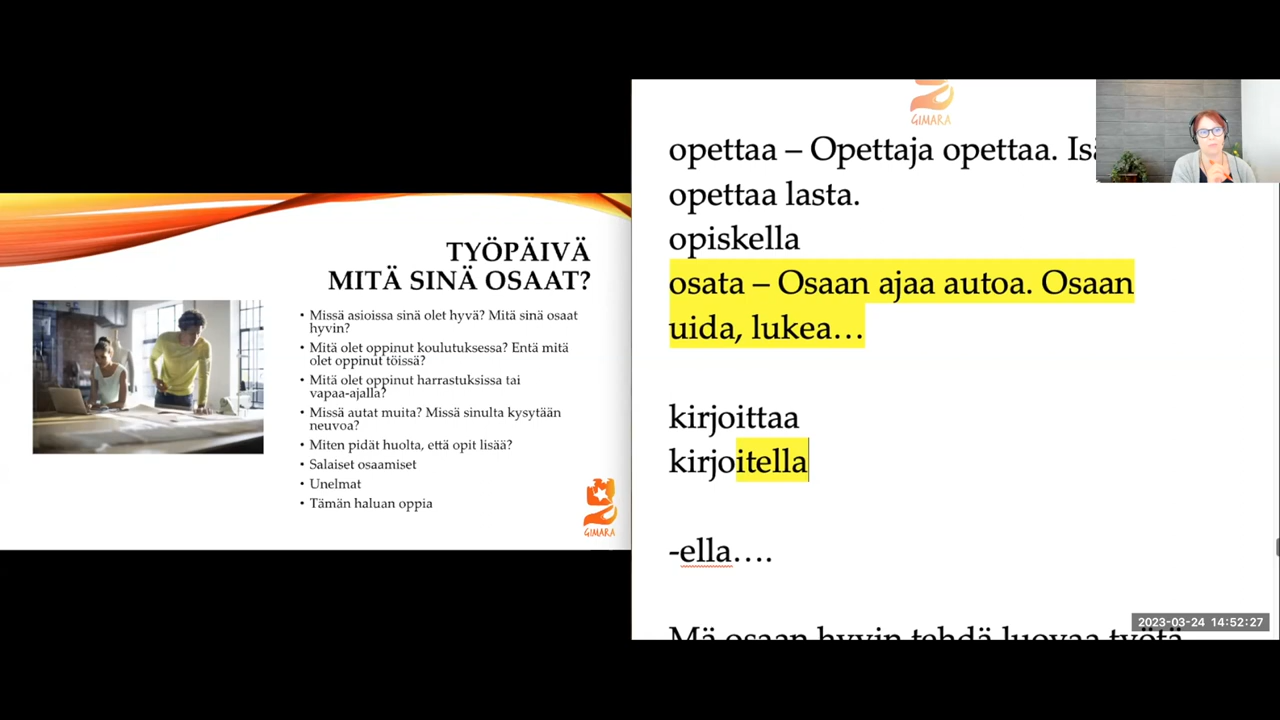 TYÖPÄIVÄ
MITÄ SINÄ OSAAT?
• Missä asioissa sinä olet hyvä? Mitä sinä osaat
hyvin?
• Mitä olet oppinut koulutuksessa? Entä mitä
olet oppinut töissä?
• Mitä olet oppinut harrastuksissa tai
vapaa-ajalla?
• Missä autat muita? Missä sinulta kysytään
neuvoa?
• Miten pidät huolta, että opit lisää?
• Salaiset osaamiset
• Unelmat
• Tämän haluan oppia
GIMARA
GIMARA
opettaa – Opettaja opettaa. Isä
opettaa lasta.
opiskella
osata – Osaan ajaa autoa. Osaan
uida, lukea…
kirjoittaa
kirjoitella
-ella….
Mä osaan hyvin tehdä luovaa työtä
2023-03-24 14:52:27